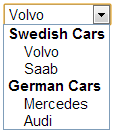 Volvo
Swedish Cars
Volvo
Saab
German Cars
Mercedes
Audi